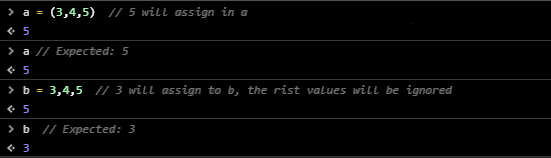 > a = (3,4,5)  // 5 will assign in a
<· 5
> a // Expected: 5
<· 5
> b = 3,4,5  // 3 will assign to b, the rist values will be ignored
<· 5
> b  // Expected: 3
<· 3